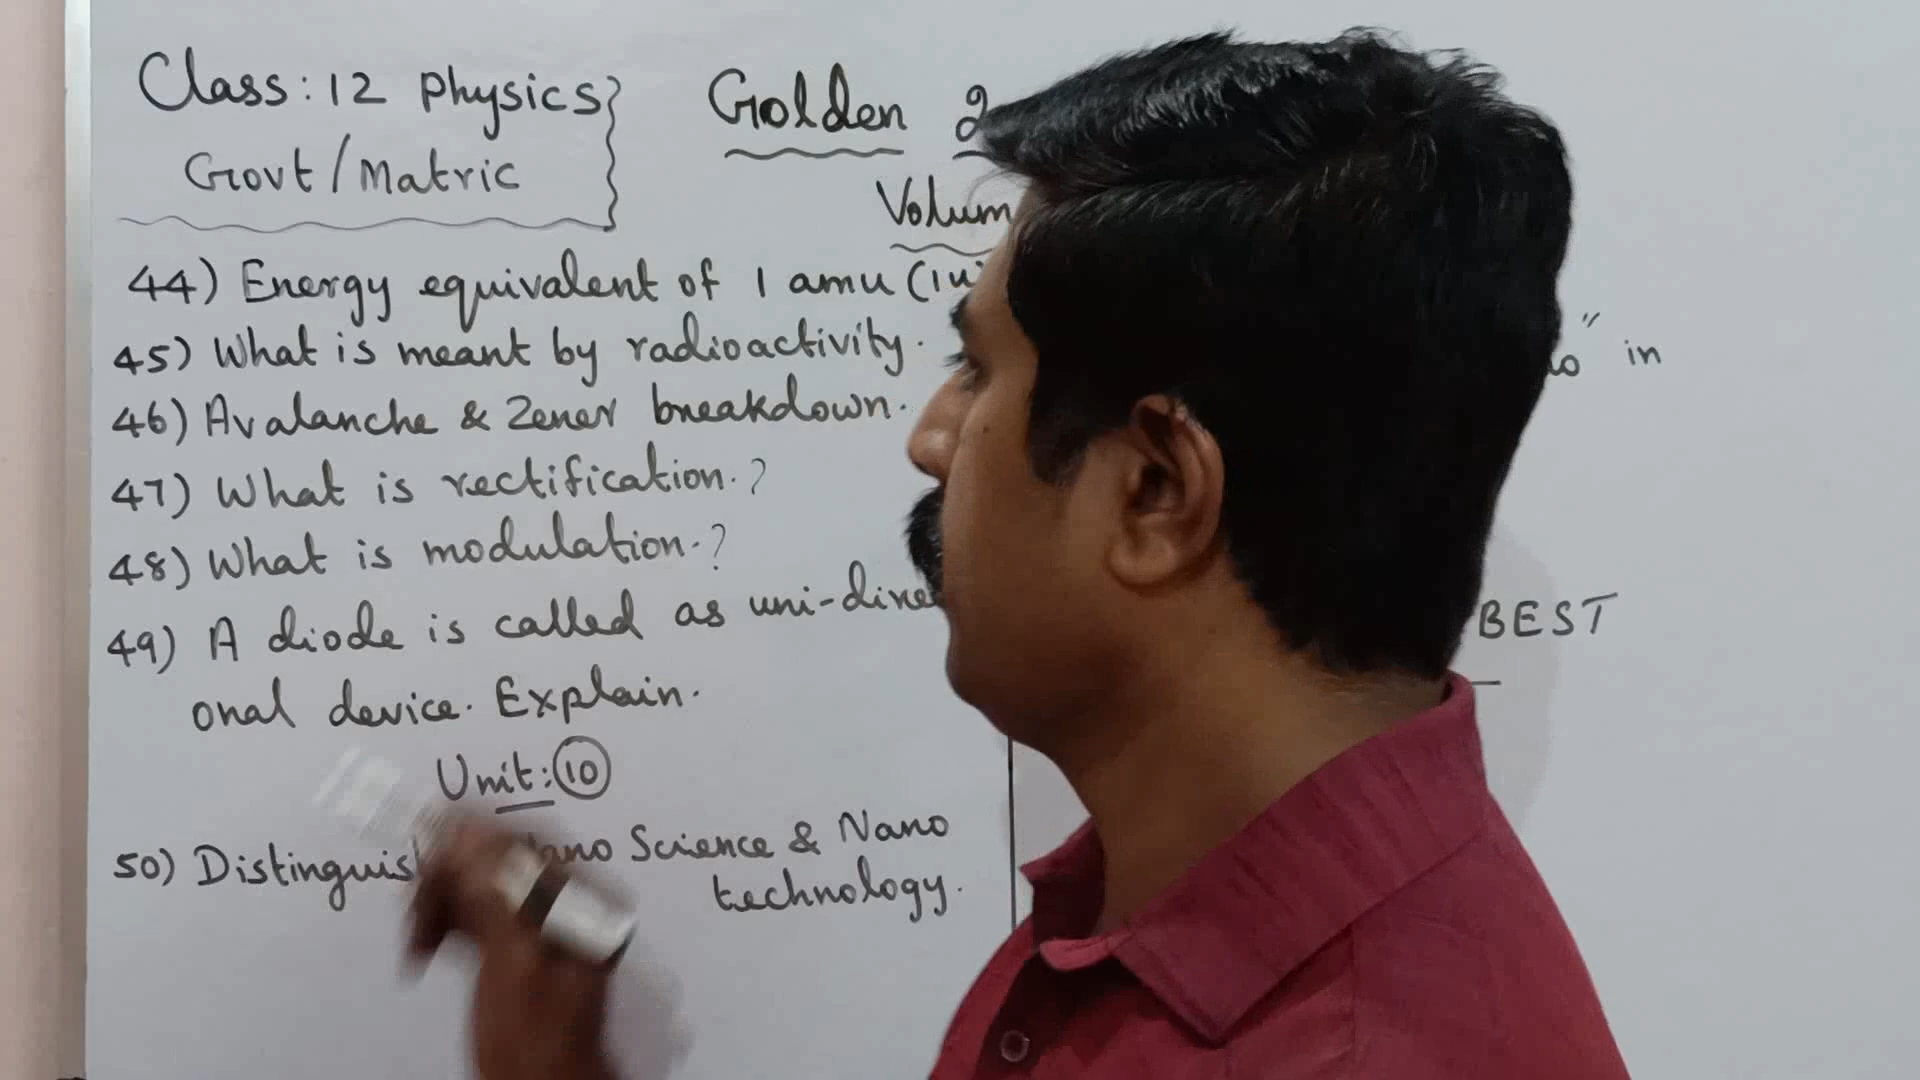 Class: 12 Physics
Govt/Matric
Golden 2
Volum
44) Energy equivalent of 1 amu (1u
45) What is meant by radioactivity.
46) Avalanche & Zener breakdown.
47) What is rectification.?
48) What is modulation.?
49) A diode is called as uni-dire
onal device. Explain.
Unit: 10
50) Distinguis Nano Science & Nano
technology.
" in
BEST